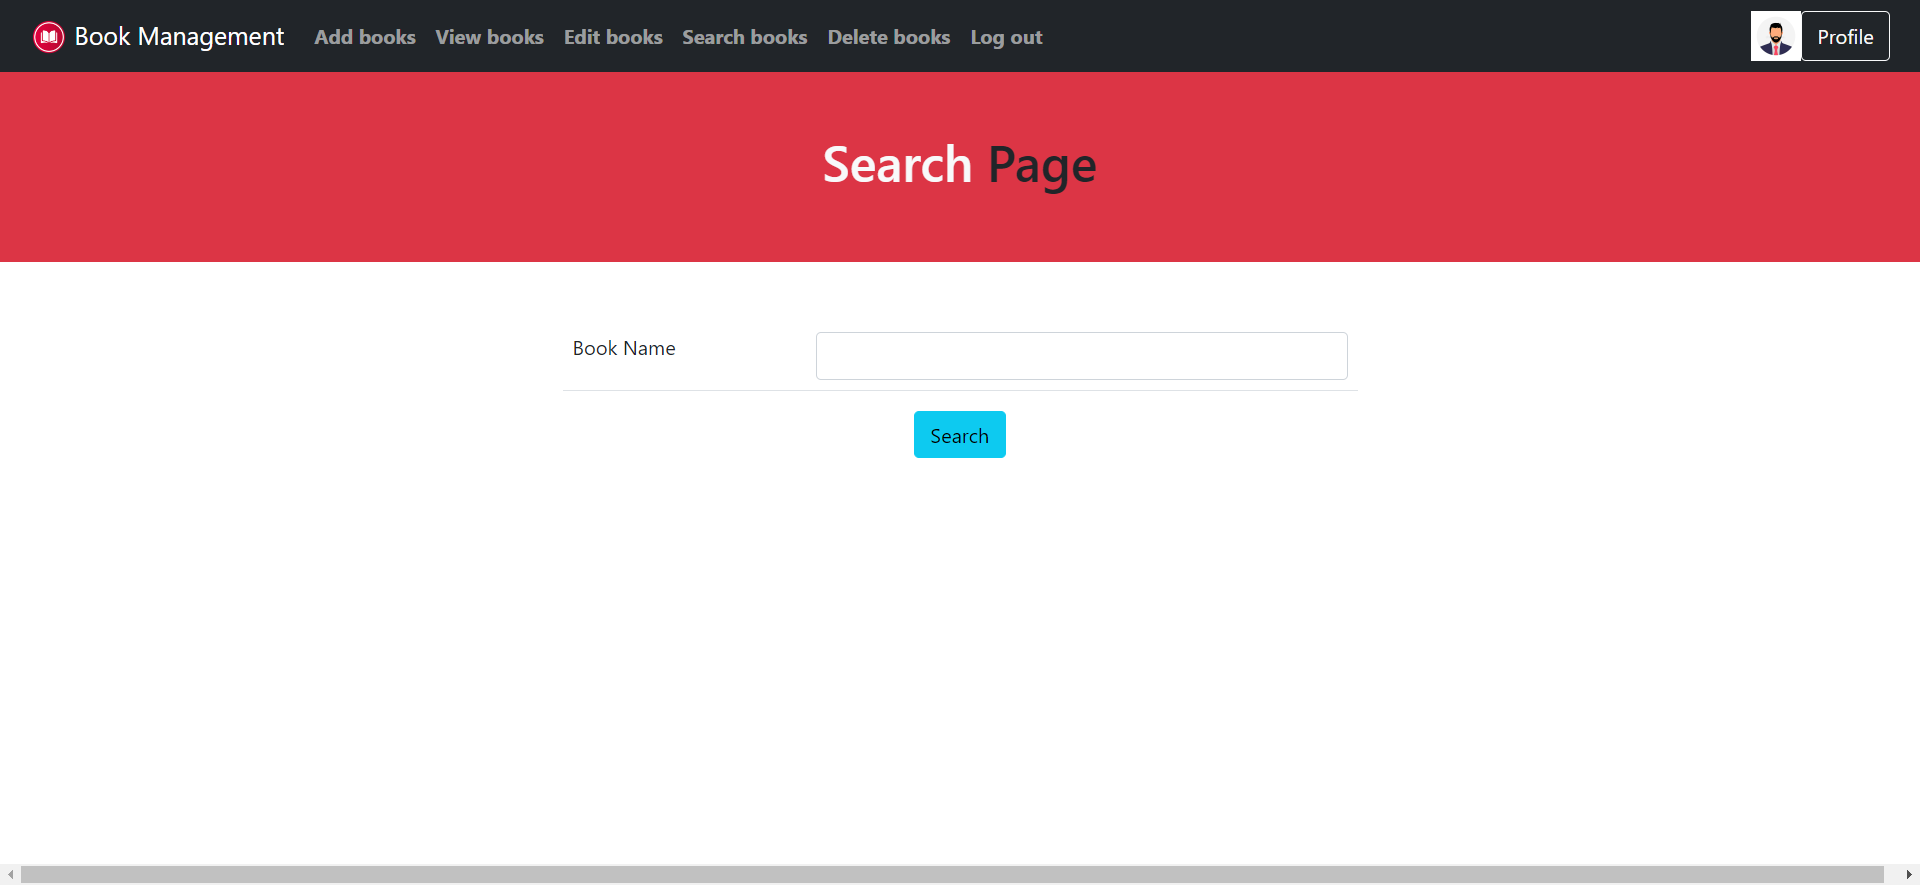 Book Management Add books View books Edit books Search books Delete books Log out Profile
Search Page
Book Name
Search